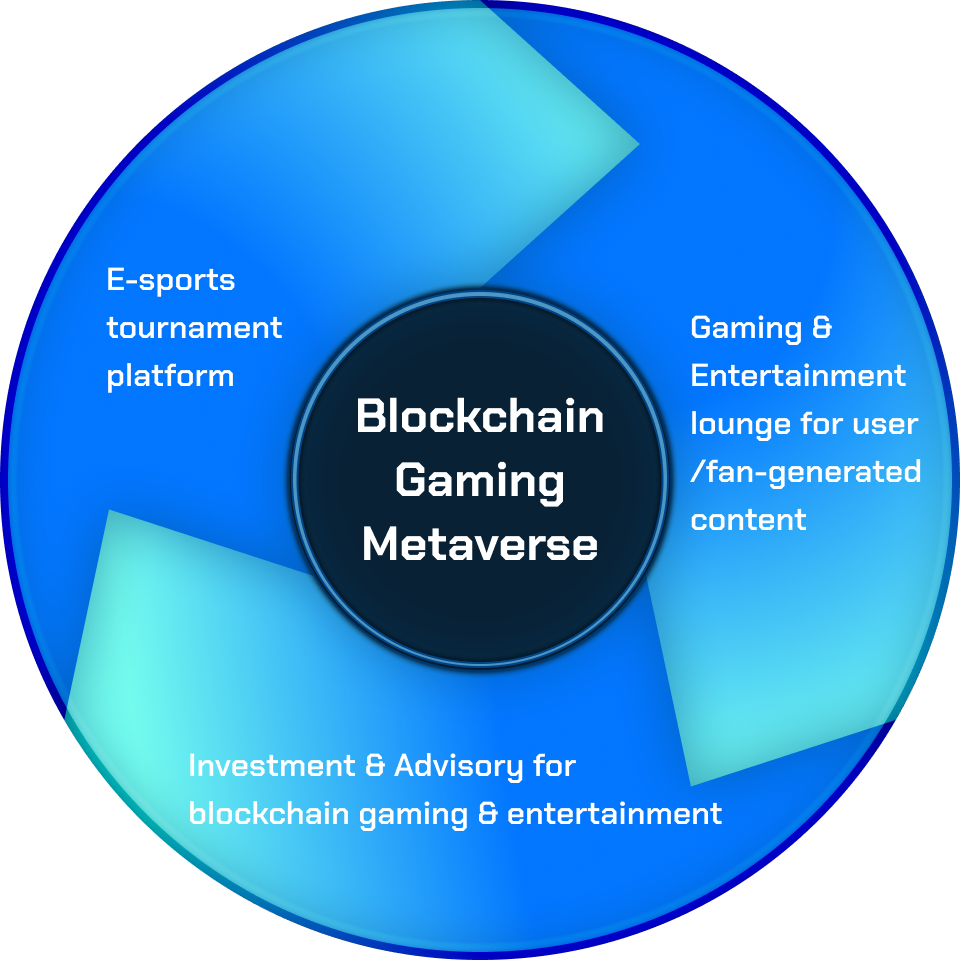 E-sports
tournament
platform
Gaming &
Entertainment
lounge for user
/fan-generated
content
Blockchain
Gaming
Metaverse
Investment & Advisory for
blockchain gaming & entertainment